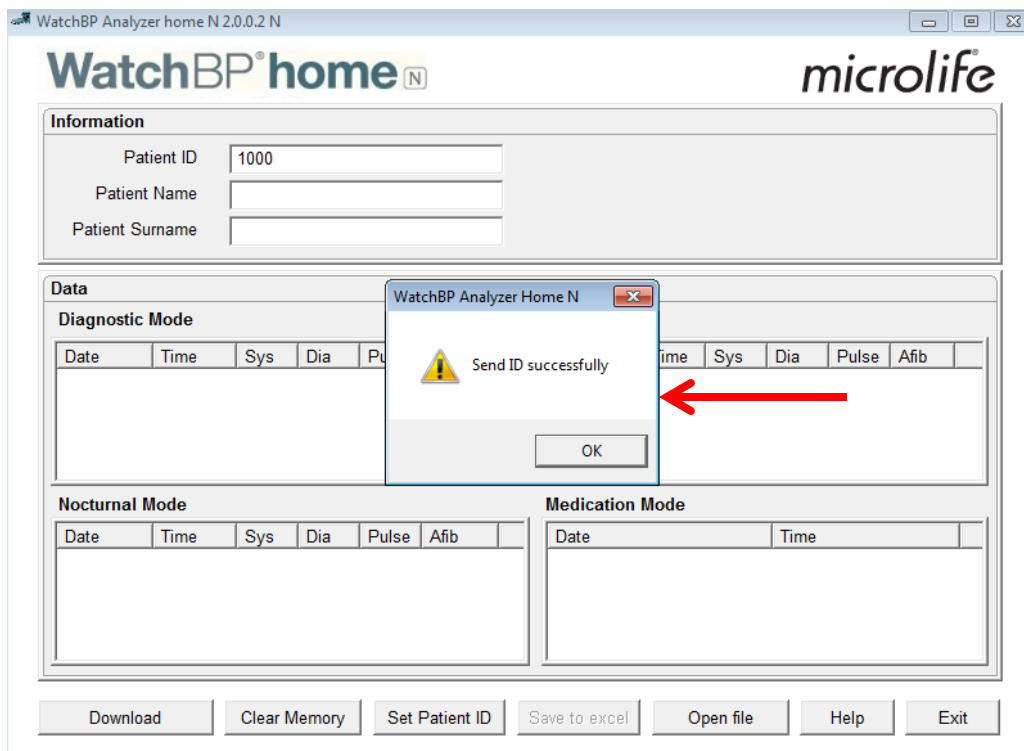 WatchBP Analyzer home N 2.0.0.2 N
WatchBP® home N
microlife
Information
Patient ID 1000
Patient Name
Patient Surname
Data
Diagnostic Mode
WatchBP Analyzer Home N
Date Time Sys Dia Pu
ime Sys Dia Pulse Afib
Send ID successfully
OK
Nocturnal Mode
Medication Mode
Date Time Sys Dia Pulse Afib
Date Time
Download Clear Memory Set Patient ID Save to excel Open file Help Exit